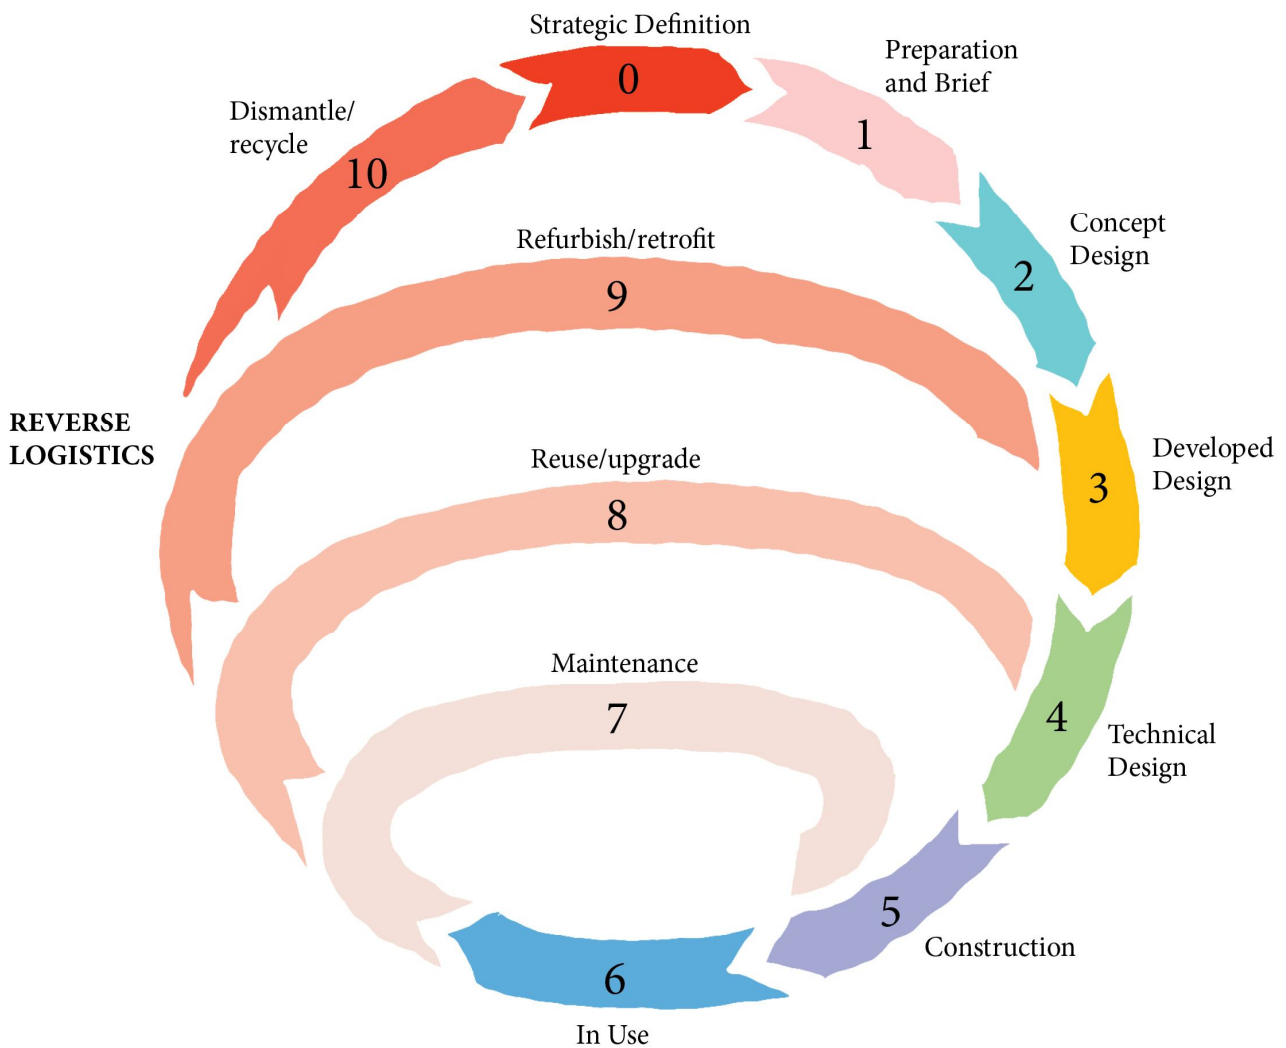 Strategic Definition
0
Preparation
and Brief
1
Concept
Design
2
Developed
Design
3
Technical
Design
4
Construction
5
In Use
6
Maintenance
7
Reuse/upgrade
8
Refurbish/retrofit
9
Dismantle/
recycle
10
REVERSE
LOGISTICS